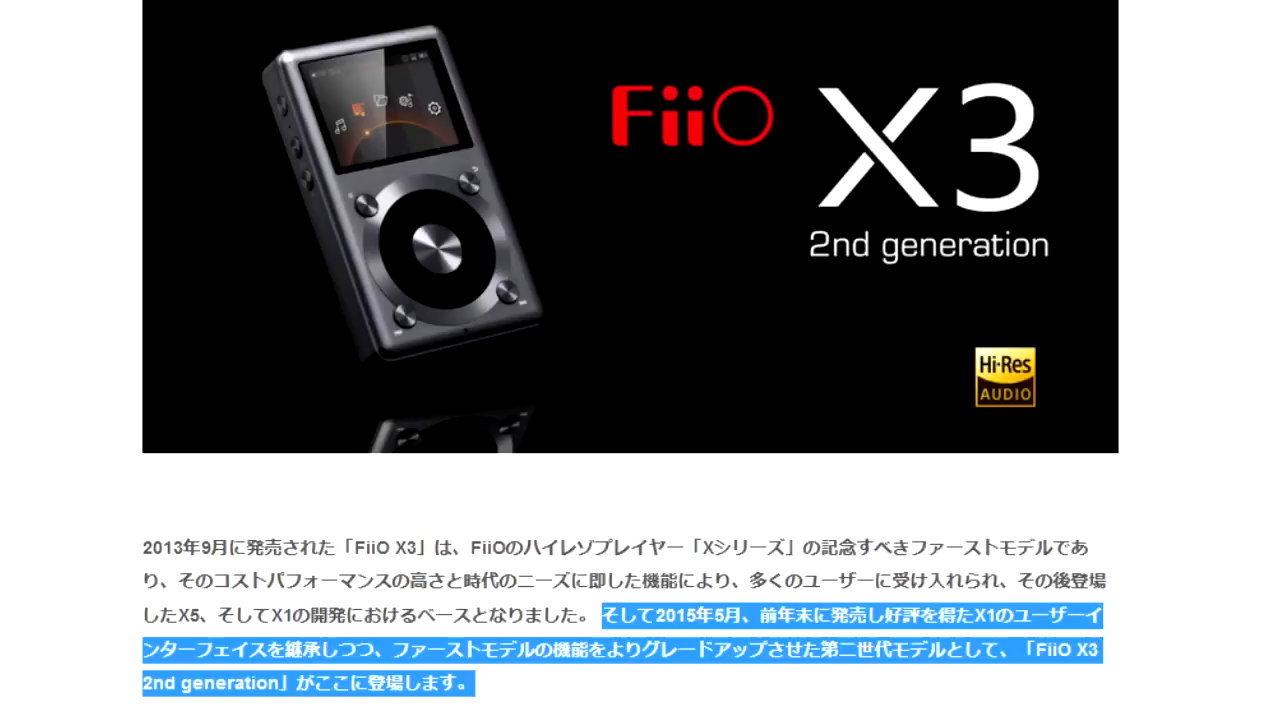 FiiO X3
2nd generation
Hi-Res
AUDIO
2013年9月に発売された「FiiO X3」は、FiiOのハイレゾプレイヤー「Xシリーズ」の記念すべきファーストモデルであ
り、そのコストパフォーマンスの高さと時代のニーズに即した機能により、多くのユーザーに受け入れられ、その後登場
したX5、そしてX1の開発におけるベースとなりました。 そして2015年5月、前年末に発売し好評を得たX1のユーザーイ
ンターフェイスを継承しつつ、ファーストモデルの機能をよりグレードアップさせた第二世代モデルとして、「FiiO X3
2nd generation」がここに登場します。